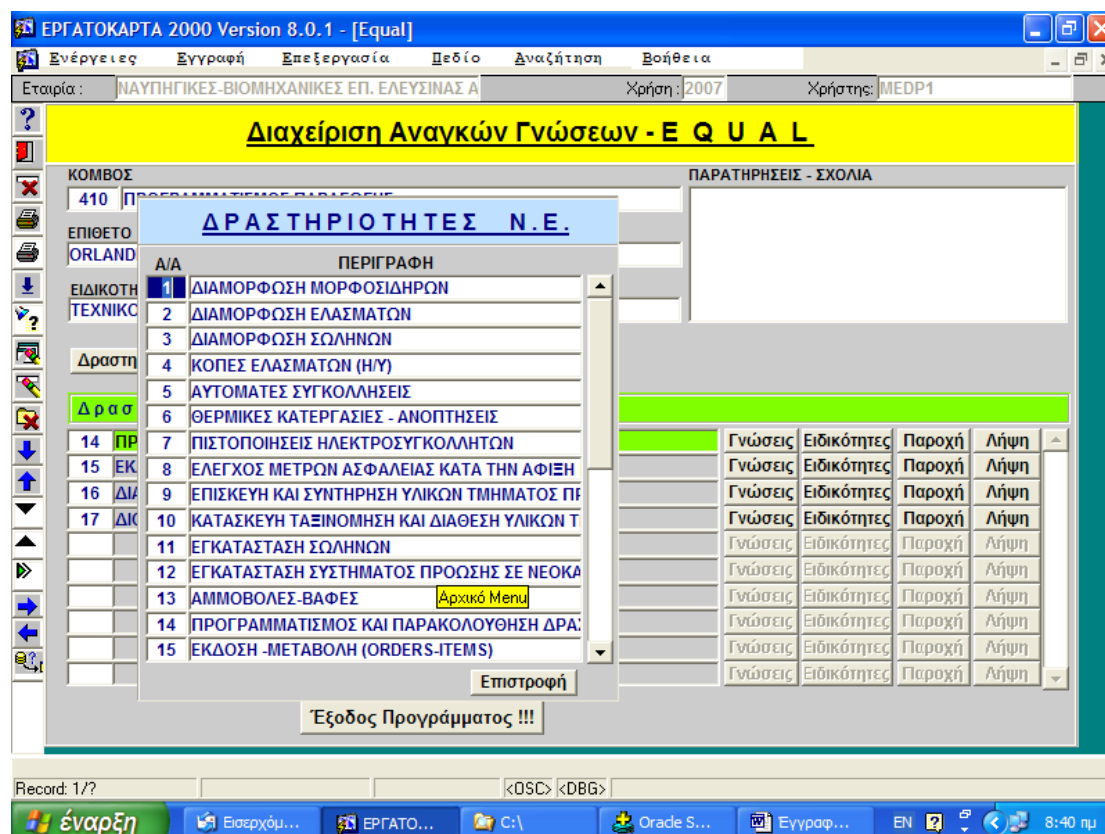 ΕΡΓΑΤΟΚΑΡΤΑ 2000 Version 8.0.1 - [Equal]
Ενέργειες Εγγραφή Επεξεργασία Πεδίο Αναζήτηση Βοήθεια
Εταιρία : ΝΑΥΠΗΓΙΚΕΣ-ΒΙΟΜΗΧΑΝΙΚΕΣ ΕΠ. ΕΛΕΥΣΙΝΑΣ Α Χρήση : 2007 Χρήστης: MEDP1
Διαχείριση Αναγκών Γνώσεων - E Q U A L
ΚΟΜΒΟΣ ΠΑΡΑΤΗΡΗΣΕΙΣ - ΣΧΟΛΙΑ
410 ΠΡΟΓΡΑΜΜΑΤΙΣΜΟΣ ΠΑΡΑΓΩΓΗΣ
ΕΠΙΘΕΤΟ
ORLAND
ΕΙΔΙΚΟΤΗ
ΤΕΧΝΙΚΟ
Δραστη
Δ ρ α σ
14 ΠΡ Γνώσεις Ειδικότητες Παροχή Λήψη
15 ΕΚ Γνώσεις Ειδικότητες Παροχή Λήψη
16 ΔΙΑ Γνώσεις Ειδικότητες Παροχή Λήψη
17 ΔΙΟ Γνώσεις Ειδικότητες Παροχή Λήψη
Γνώσεις Ειδικότητες Παροχή Λήψη
Γνώσεις Ειδικότητες Παροχή Λήψη
Γνώσεις Ειδικότητες Παροχή Λήψη
Γνώσεις Ειδικότητες Παροχή Λήψη
Γνώσεις Ειδικότητες Παροχή Λήψη
Γνώσεις Ειδικότητες Παροχή Λήψη
ΔΡΑΣΤΗΡΙΟΤΗΤΕΣ Ν.Ε.
Α/Α ΠΕΡΙΓΡΑΦΗ
1 ΔΙΑΜΟΡΦΩΣΗ ΜΟΡΦΟΣΙΔΗΡΩΝ
2 ΔΙΑΜΟΡΦΩΣΗ ΕΛΑΣΜΑΤΩΝ
3 ΔΙΑΜΟΡΦΩΣΗ ΣΩΛΗΝΩΝ
4 ΚΟΠΕΣ ΕΛΑΣΜΑΤΩΝ (Η/Υ)
5 ΑΥΤΟΜΑΤΕΣ ΣΥΓΚΟΛΛΗΣΕΙΣ
6 ΘΕΡΜΙΚΕΣ ΚΑΤΕΡΓΑΣΙΕΣ - ΑΝΟΠΤΗΣΕΙΣ
7 ΠΙΣΤΟΠΟΙΗΣΕΙΣ ΗΛΕΚΤΡΟΣΥΓΚΟΛΛΗΤΩΝ
8 ΕΛΕΓΧΟΣ ΜΕΤΡΩΝ ΑΣΦΑΛΕΙΑΣ ΚΑΤΑ ΤΗΝ ΑΦΙΞΗ
9 ΕΠΙΣΚΕΥΗ ΚΑΙ ΣΥΝΤΗΡΗΣΗ ΥΛΙΚΩΝ ΤΜΗΜΑΤΟΣ ΠΡ
10 ΚΑΤΑΣΚΕΥΗ ΤΑΞΙΝΟΜΗΣΗ ΚΑΙ ΔΙΑΘΕΣΗ ΥΛΙΚΩΝ Τ
11 ΕΓΚΑΤΑΣΤΑΣΗ ΣΩΛΗΝΩΝ
12 ΕΓΚΑΤΑΣΤΑΣΗ ΣΥΣΤΗΜΑΤΟΣ ΠΡΟΩΣΗΣ ΣΕ ΝΕΟΚΑ
13 ΑΜΜΟΒΟΛΕΣ-ΒΑΦΕΣ Αρχικό Menu
14 ΠΡΟΓΡΑΜΜΑΤΙΣΜΟΣ ΚΑΙ ΠΑΡΑΚΟΛΟΥΘΗΣΗ ΔΡΑΣ
15 ΕΚΔΟΣΗ -ΜΕΤΑΒΟΛΗ (ORDERS-ITEMS)
Επιστροφή
Έξοδος Προγράμματος !!!
Record: 1/? <OSC> <DBG>
έναρξη Εισερχόμ... ΕΡΓΑΤΟ... C:\ Oracle S... Έγγραφ... EN 8:40 πμ